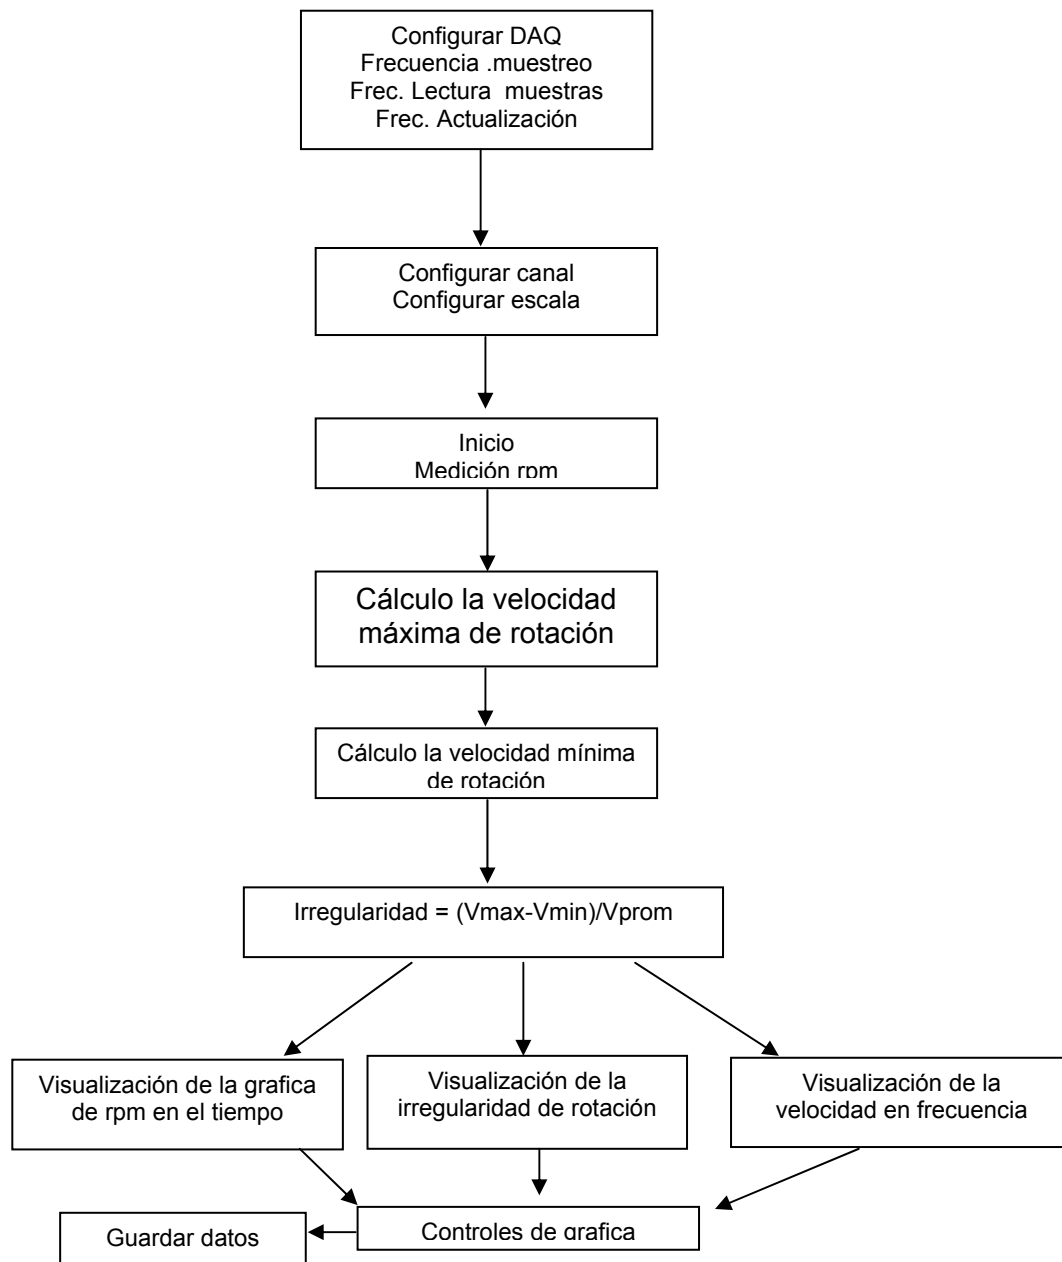 Configurar DAQ
Frecuencia .muestreo
Frec. Lectura muestras
Frec. Actualización
Configurar canal
Configurar escala
Inicio
Medición rpm
Cálculo la velocidad
máxima de rotación
Cálculo la velocidad mínima
de rotación
Irregularidad = (Vmax-Vmin)/Vprom
Visualización de la grafica
de rpm en el tiempo
Visualización de la
irregularidad de rotación
Visualización de la
velocidad en frecuencia
Guardar datos
Controles de grafica